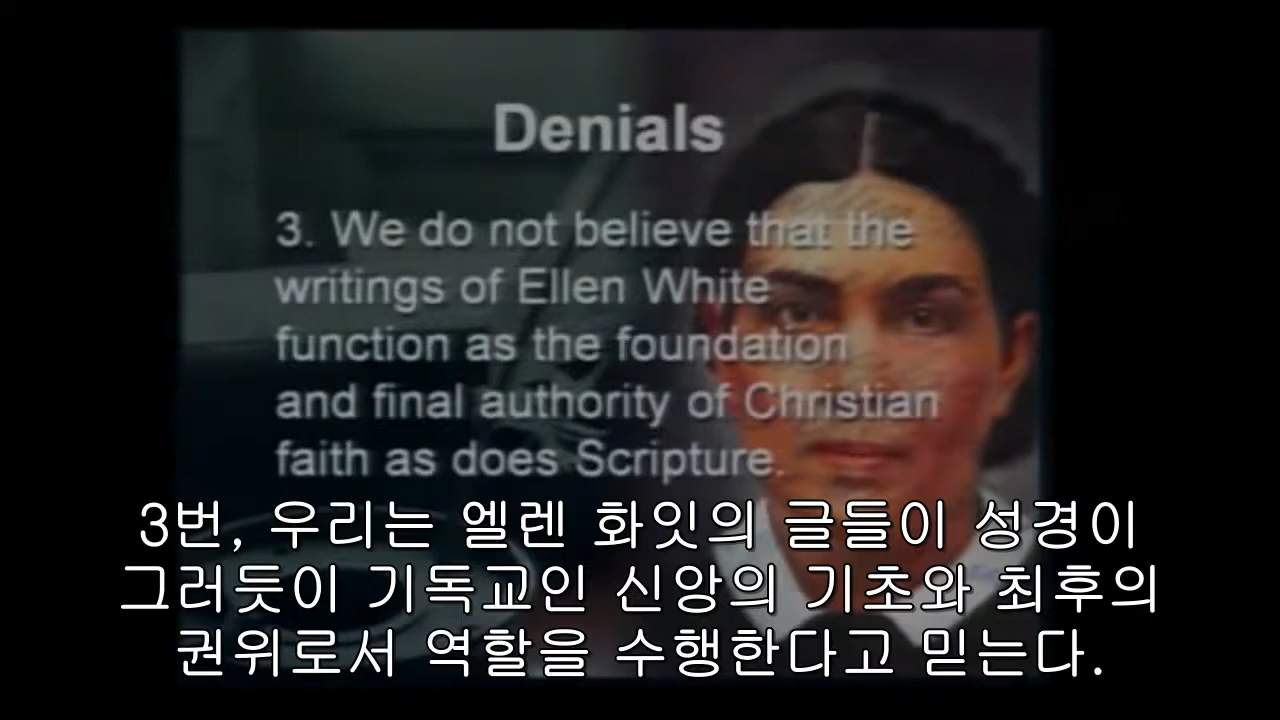 Denials
3. We do not believe that the
writings of Ellen White
function as the foundation
and final authority of Christian
faith as does Scripture.
3번, 우리는 엘렌 화잇의 글들이 성경이
그러듯이 기독교인 신앙의 기초와 최후의
권위로서 역할을 수행한다고 믿는다.